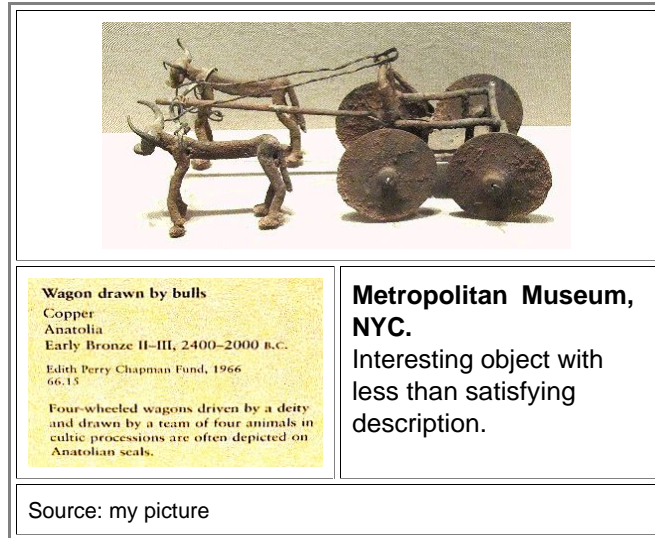 Wagon drawn by bulls
Copper
Anatolia
Early Bronze II–III, 2400–2000 B.C.
Edith Perry Chapman Fund, 1966
66.15
Four-wheeled wagons driven by a deity
and drawn by a team of four animals in
cultic processions are often depicted on
Anatolian seals.
Metropolitan Museum,
NYC.
Interesting object with
less than satisfying
description.
Source: my picture